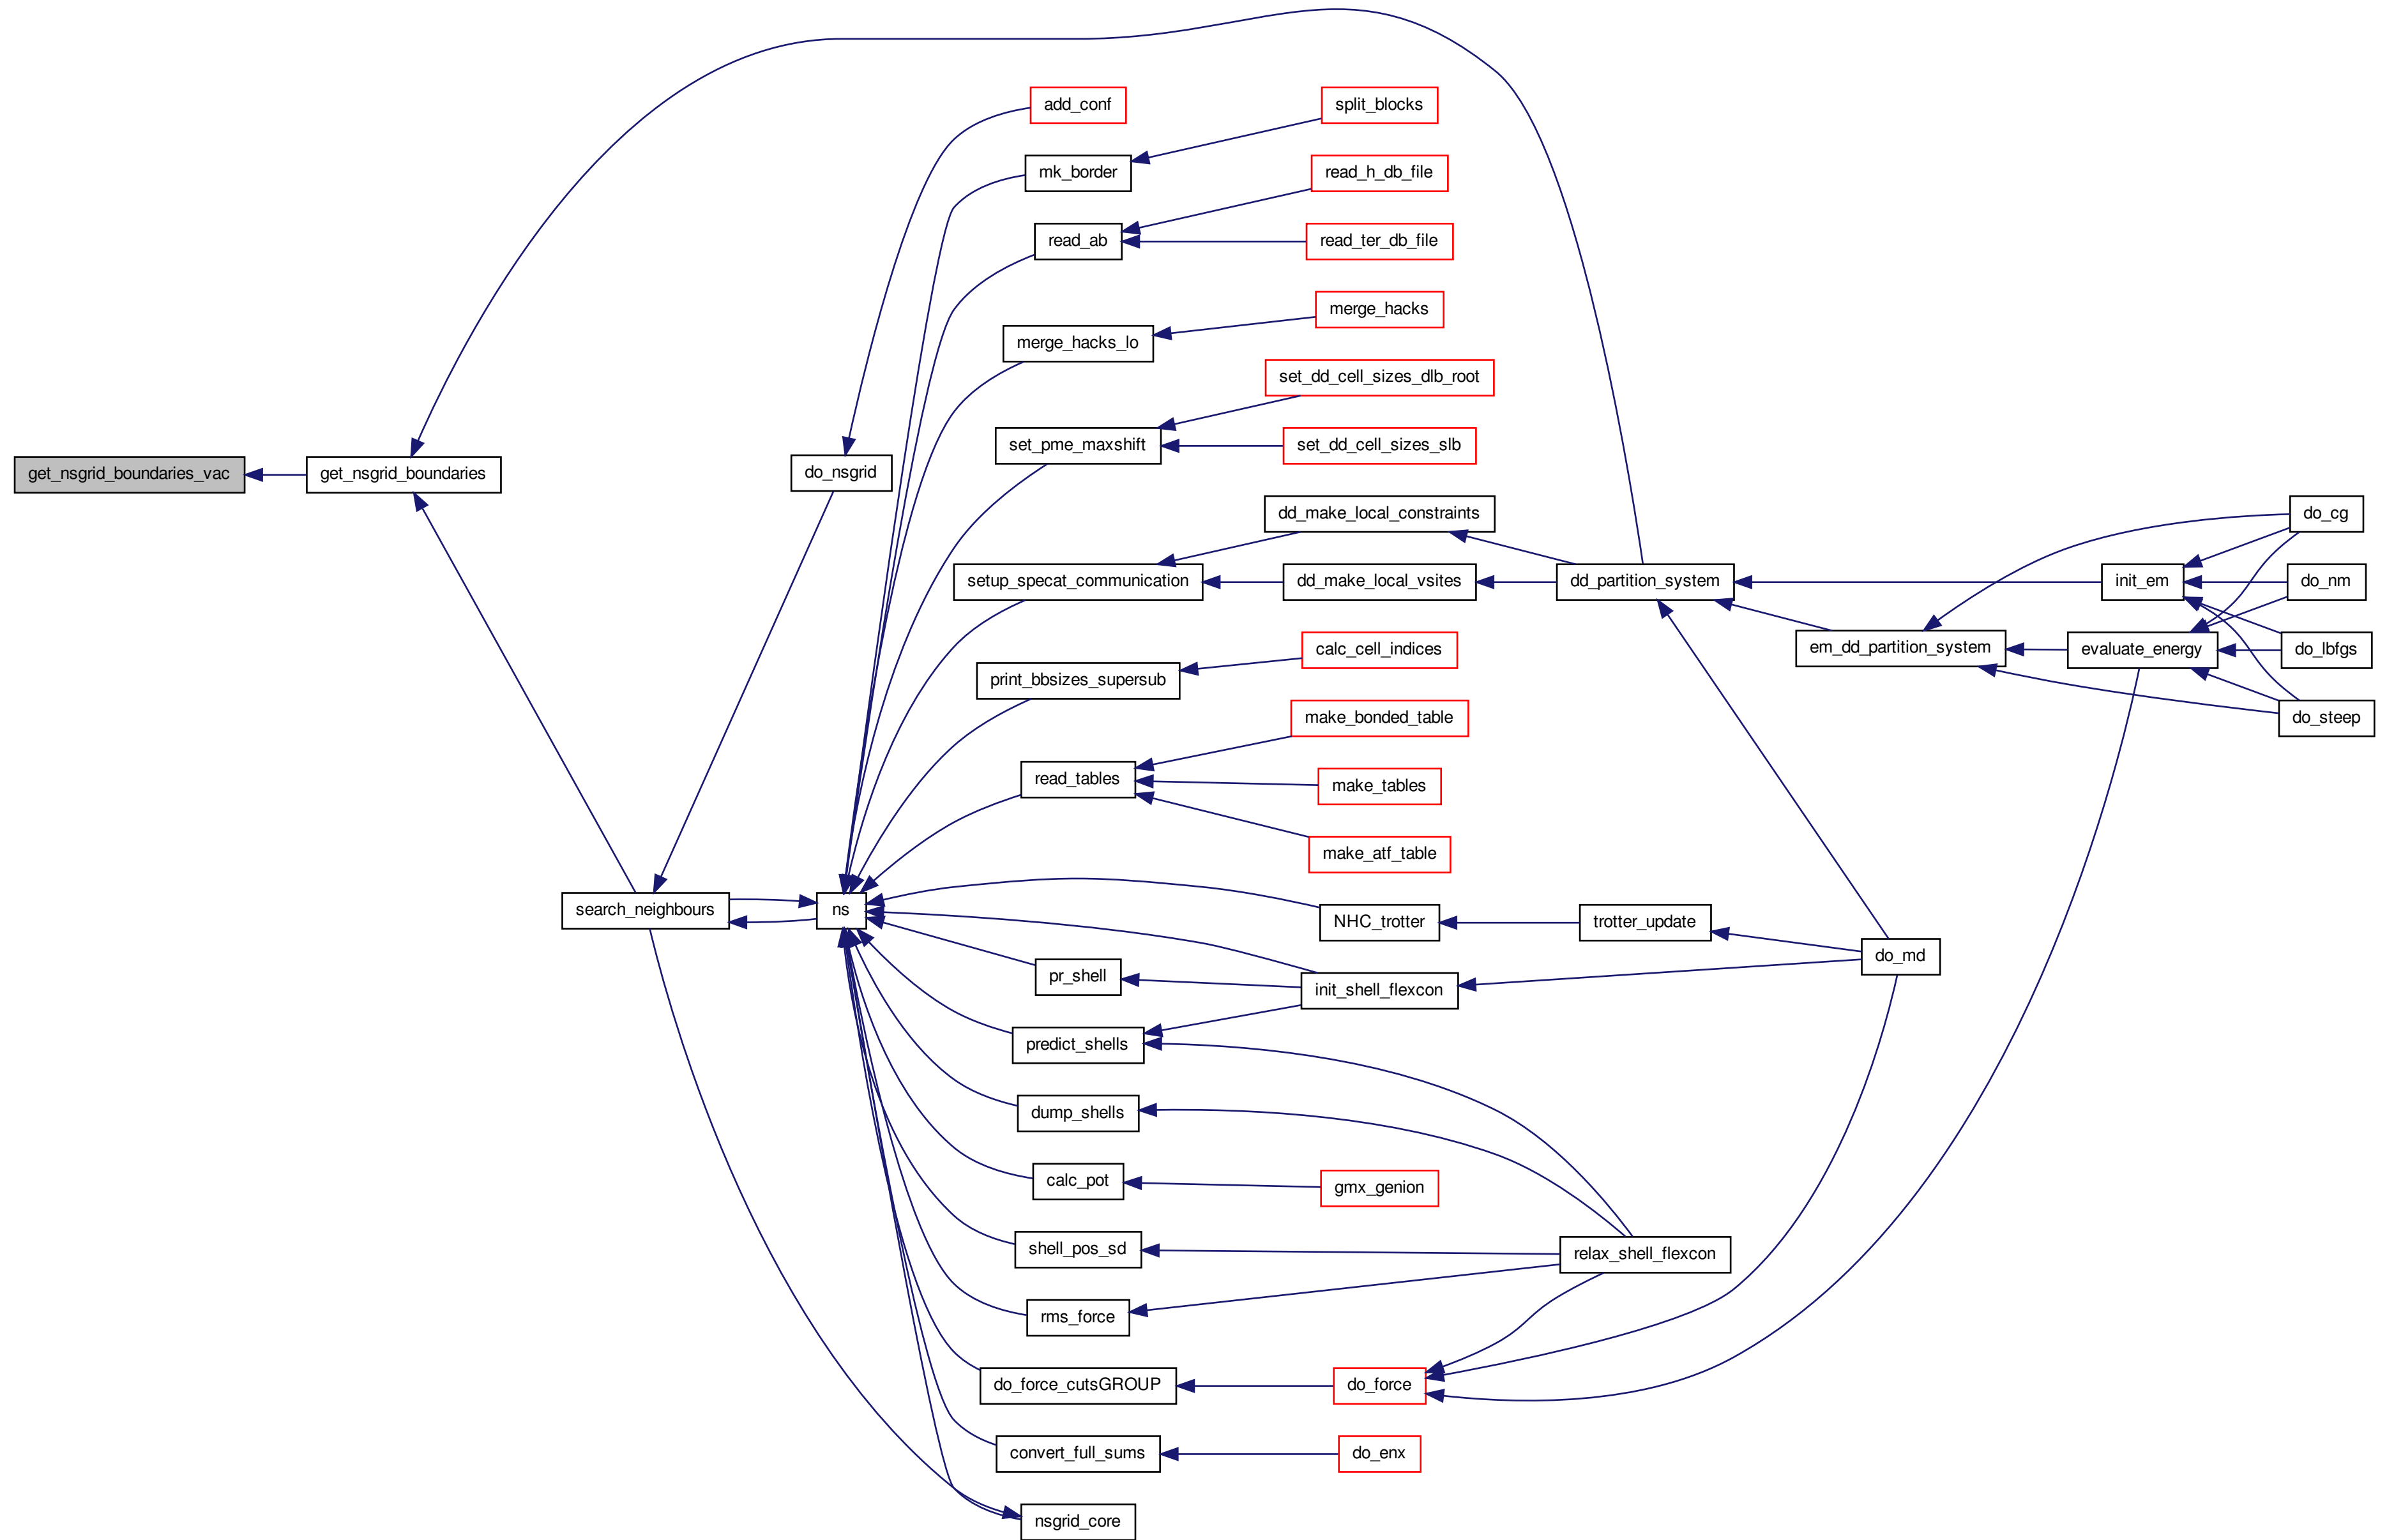 get_nsgrid_boundaries_vac
get_nsgrid_boundaries
search_neighbours
do_nsgrid
ns
add_conf
mk_border
read_ab
merge_hacks_lo
set_pme_maxshift
setup_specat_communication
print_bbsizes_supersub
read_tables
pr_shell
predict_shells
dump_shells
calc_pot
shell_pos_sd
rms_force
do_force_cutsGROUP
convert_full_sums
nsgrid_core
split_blocks
read_h_db_file
read_ter_db_file
merge_hacks
set_dd_cell_sizes_dlb_root
set_dd_cell_sizes_slb
dd_make_local_constraints
dd_make_local_vsites
calc_cell_indices
make_bonded_table
make_tables
make_atf_table
NHC_trotter
init_shell_flexcon
gmx_genion
do_force
do_enx
dd_partition_system
trotter_update
relax_shell_flexcon
em_dd_partition_system
do_md
init_em
evaluate_energy
do_cg
do_nm
do_lbfgs
do_steep